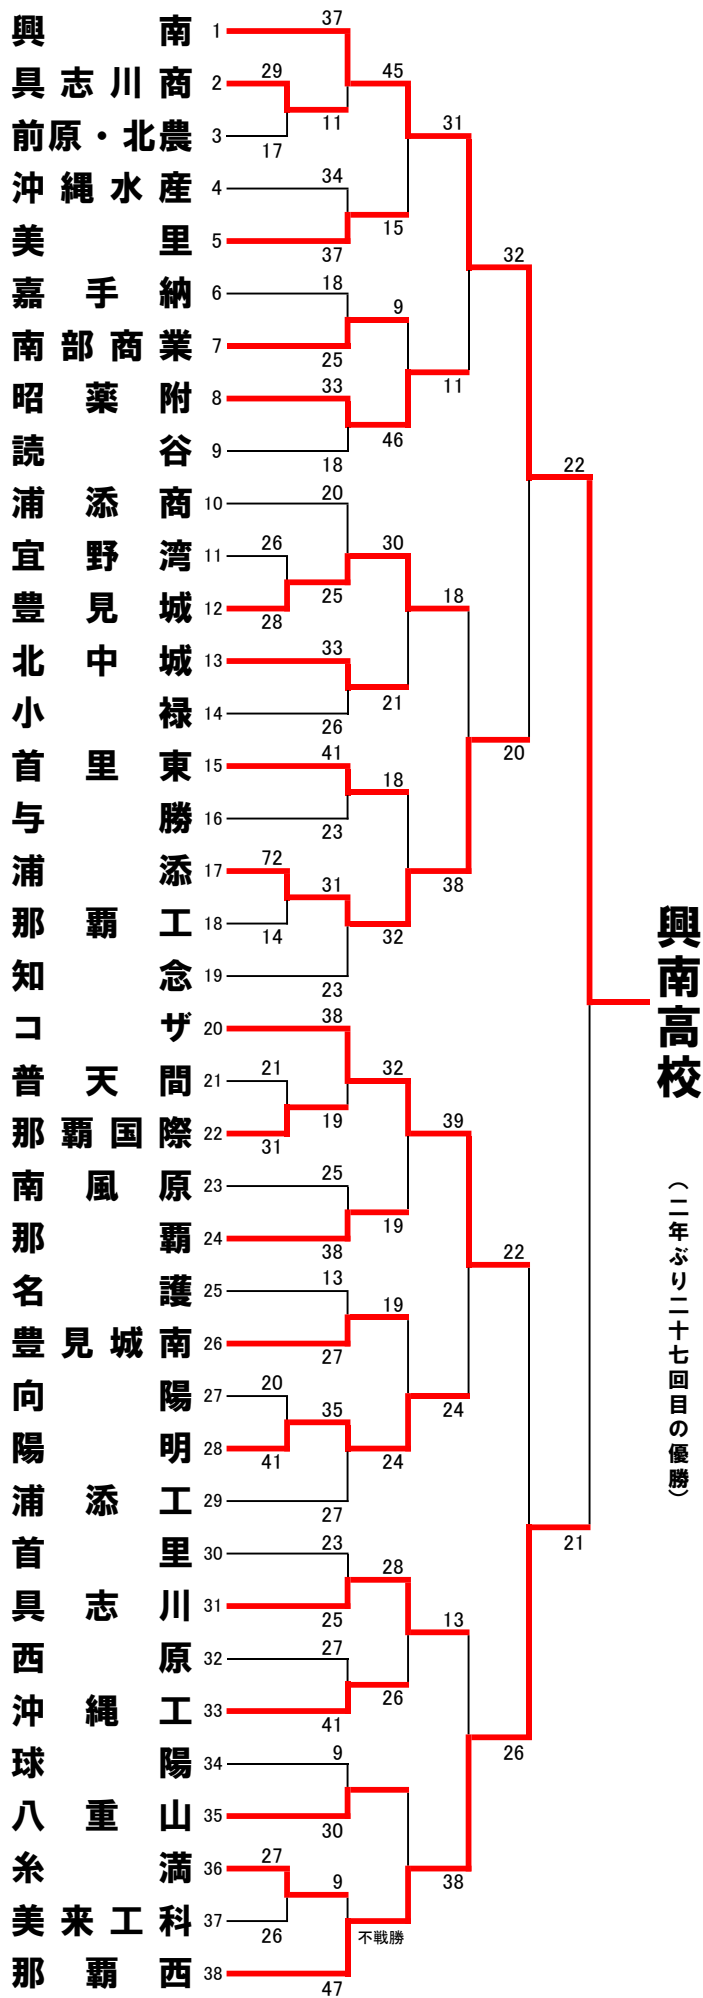 興南 1
具志川商 2
前原・北農 3
沖縄水産 4
美里 5
嘉手納 6
南部商業 7
昭薬附 8
読谷 9
浦添商 10
宜野湾 11
豊見城 12
北中城 13
小禄 14
首里東 15
与勝 16
浦添 17
那覇工 18
知念 19
コザ 20
普天間 21
那覇国際 22
南風原 23
那覇 24
名護 25
豊見城南 26
向陽 27
陽明 28
浦添工 29
首里 30
具志川 31
西原 32
沖縄工 33
球陽 34
八重山 35
糸満 36
美来工科 37
那覇西 38
29
17
26
28
72
14
21
31
20
41
27
26
37
11
34
37
18
25
33
18
20
25
33
26
41
23
31
23
38
19
25
38
13
27
35
27
23
25
27
41
9
30
9
47
45
15
9
46
30
21
18
32
32
19
19
24
28
26
不戦勝
31
11
18
38
39
24
13
38
32
20
22
26
22
21
興南高校
（二年ぶり二十七回目の優勝）